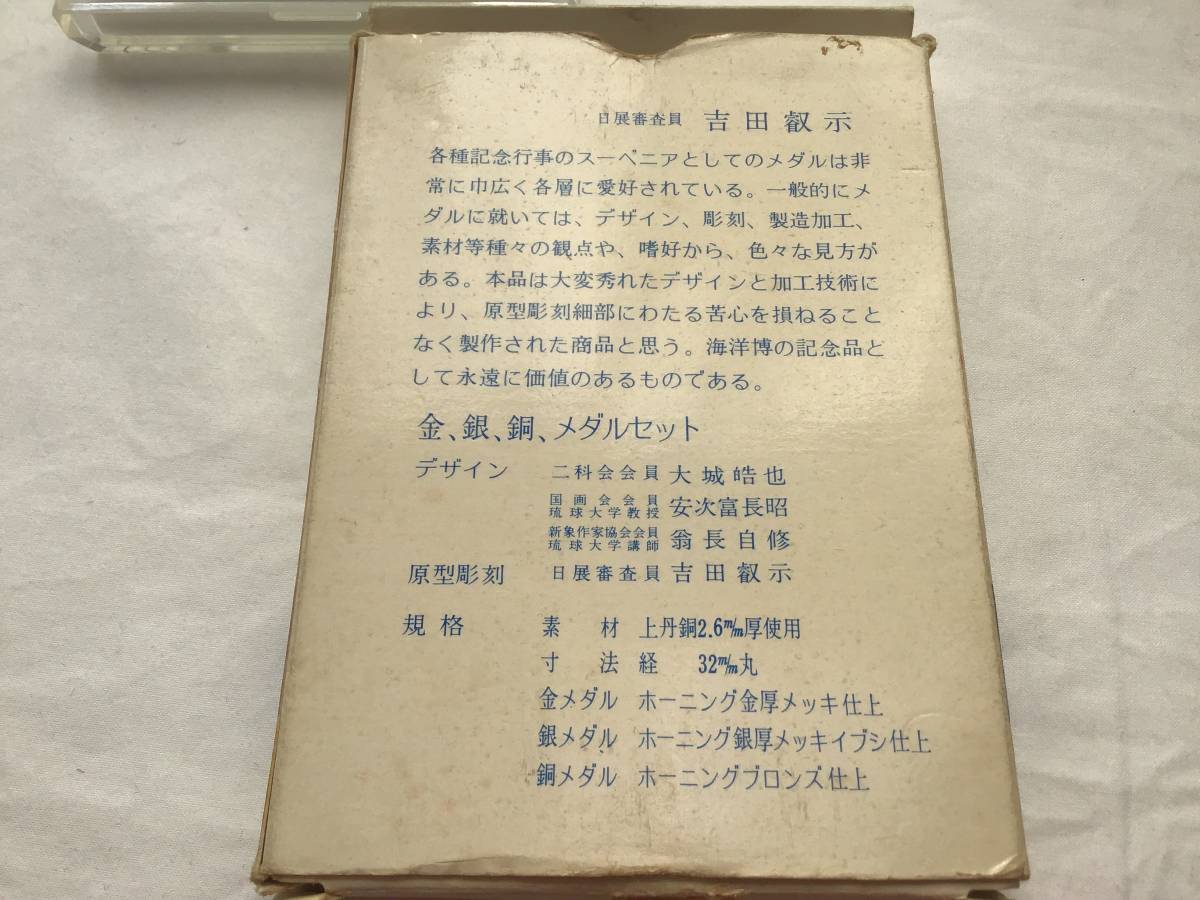 日展審査員 吉田叡示
各種記念行事のスーベニアとしてのメダルは非
常に巾広く各層に愛好されている。一般的にメ
ダルに就いては、デザイン、彫刻、製造加工、
素材等種々の観点や、嗜好から、色々な見方が
ある。本品は大変秀れたデザインと加工技術に
より、原型彫刻細部にわたる苦心を損ねること
なく製作された商品と思う。海洋博の記念品と
して永遠に価値のあるものである。
金、銀、銅、メダルセット
デザイン 二科会会員 大城皓也
国画会会員
琉球大学教授 安次富長昭
新象作家協会会員
琉球大学講師 翁長自修
原型彫刻 日展審査員 吉田叡示
規格 素材 上丹銅2.6m/m厚使用
寸法 経 32m/m丸
金メダル ホーニング金厚メッキ仕上
銀メダル ホーニング銀厚メッキイブシ仕上
銅メダル ホーニングブロンズ仕上